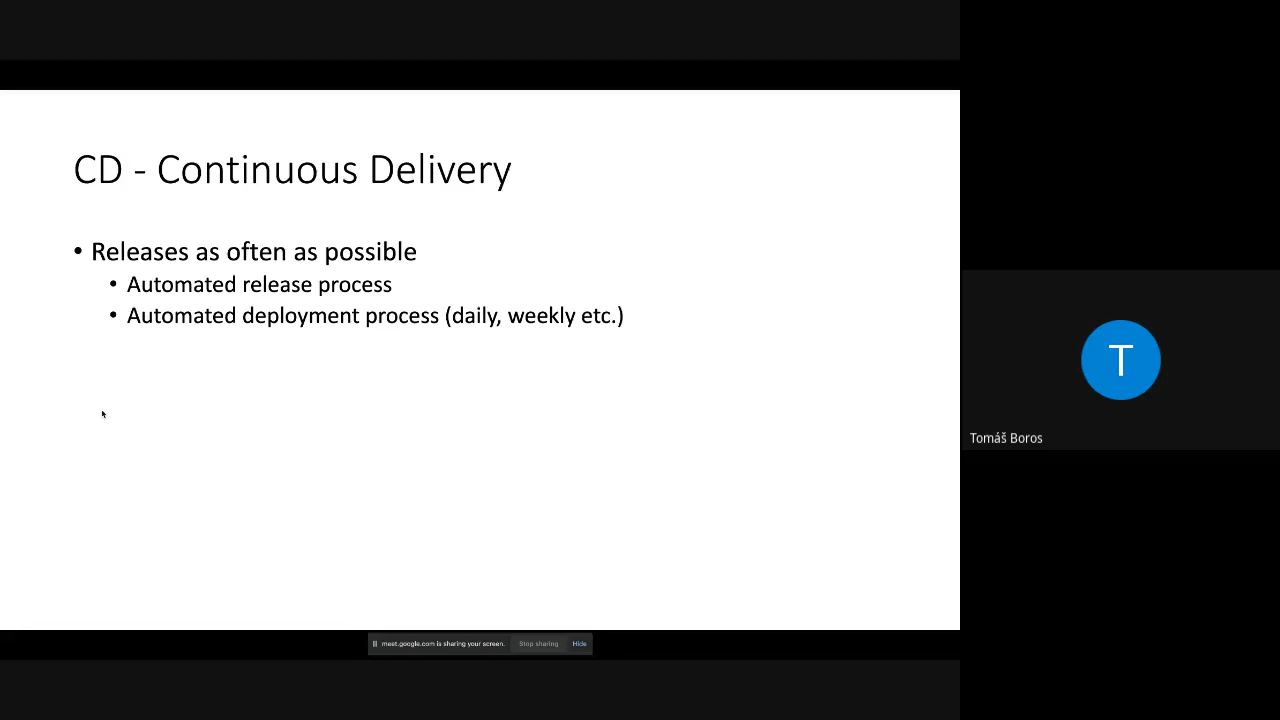 CD - Continuous Delivery
• Releases as often as possible
• Automated release process
• Automated deployment process (daily, weekly etc.)
T
Tomáš Boros
meet.google.com is sharing your screen. Stop sharing Hide